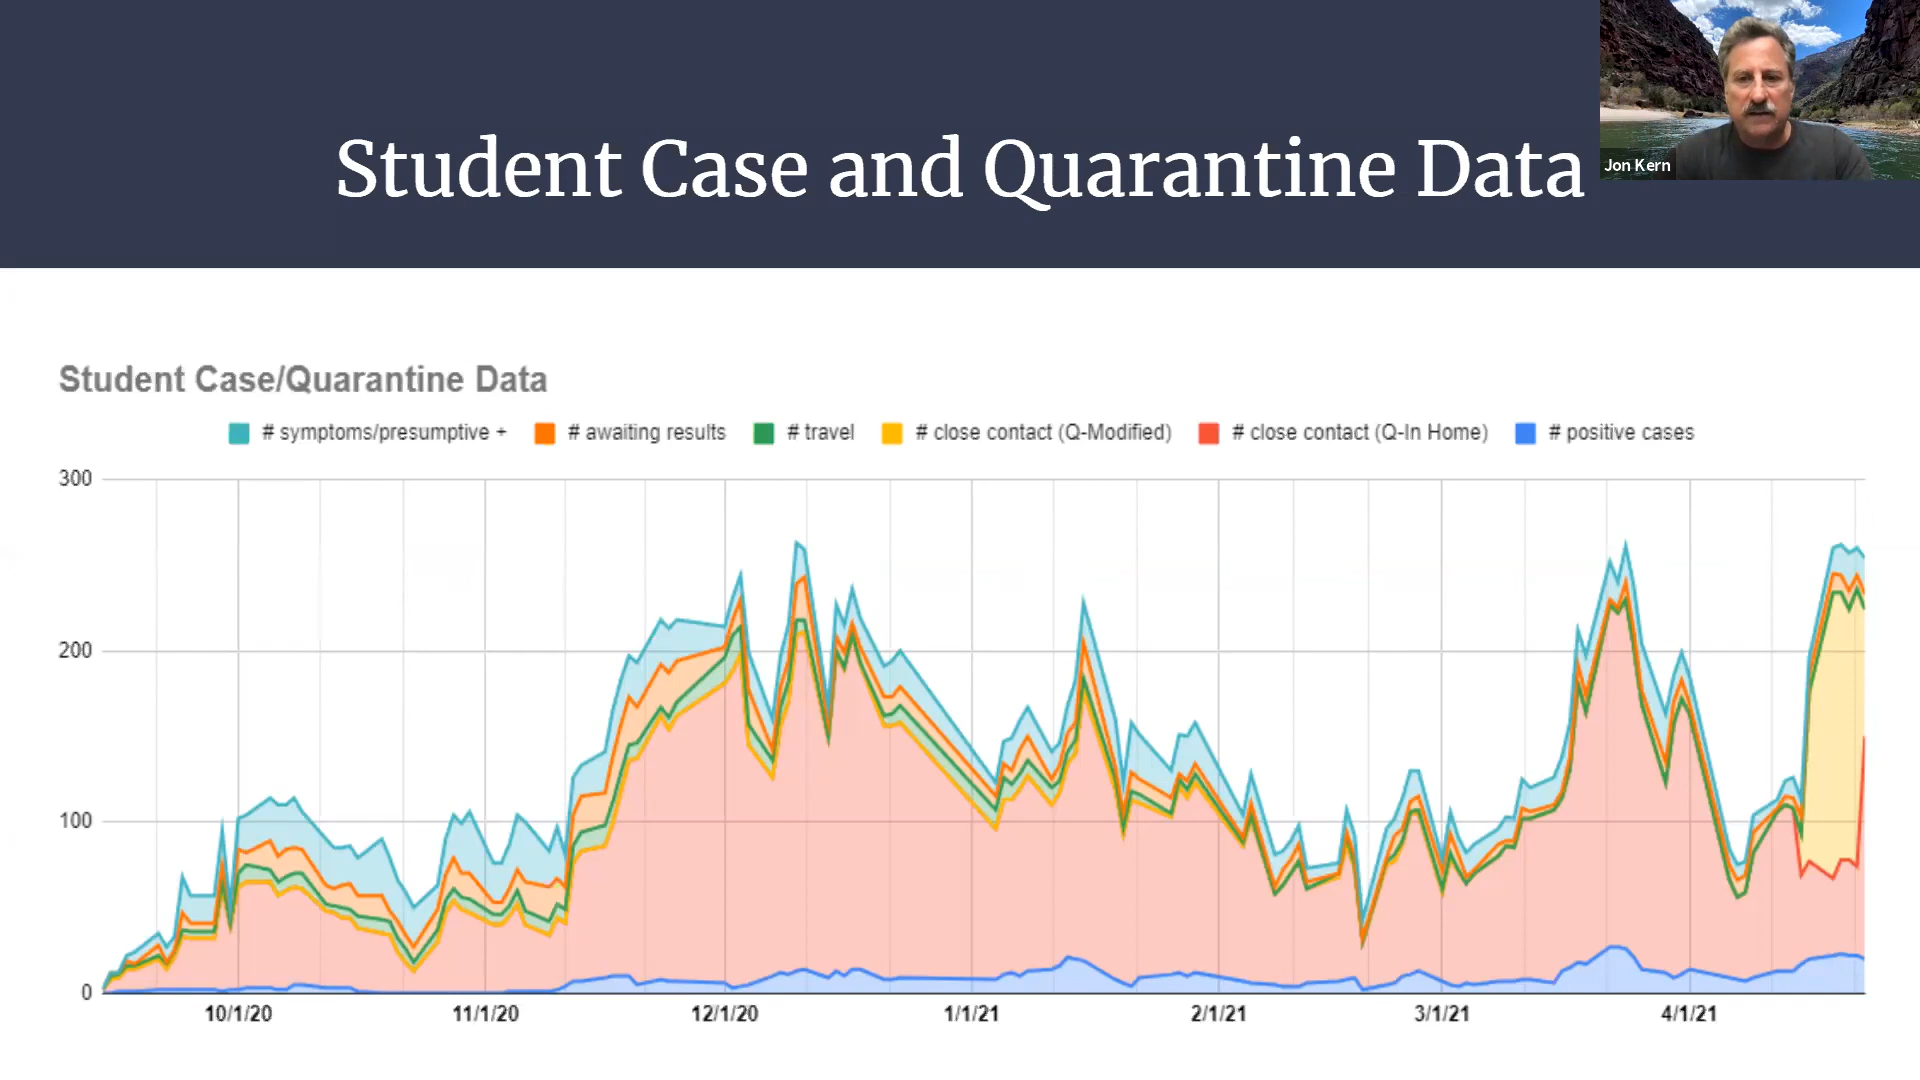 Student Case and Quarantine Data
Jon Kern
Student Case/Quarantine Data
# symptoms/presumptive + # awaiting results # travel # close contact (Q-Modified) # close contact (Q-In Home) # positive cases
300
200
100
0
10/1/20 11/1/20 12/1/20 1/1/21 2/1/21 3/1/21 4/1/21